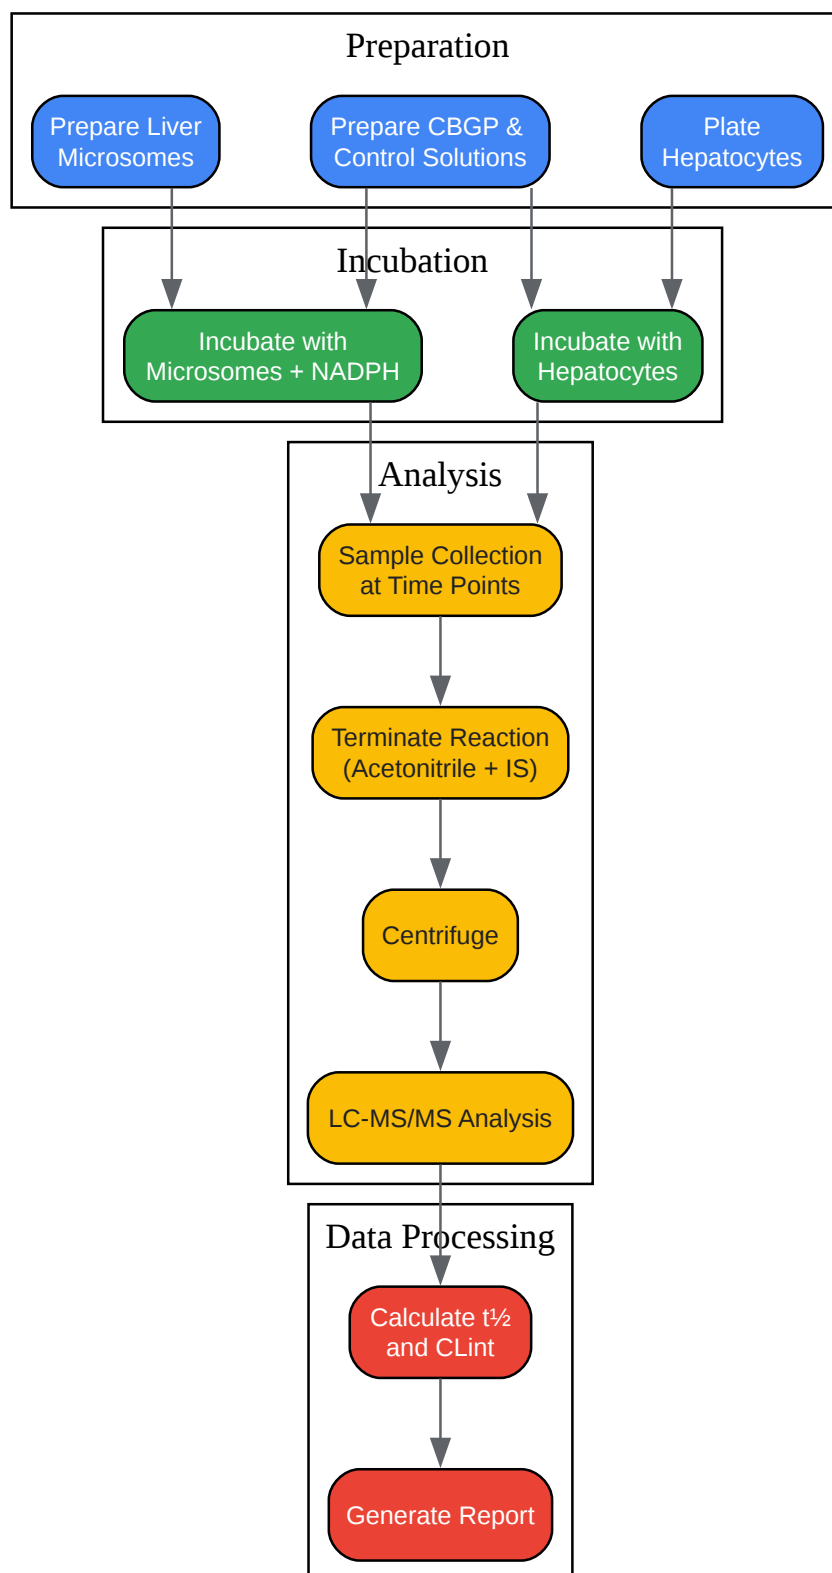 Preparation
Prepare Liver
Microsomes
Prepare CBGP &
Control Solutions
Plate
Hepatocytes
Incubation
Incubate with
Microsomes + NADPH
Incubate with
Hepatocytes
Analysis
Sample Collection
at Time Points
Terminate Reaction
(Acetonitrile + IS)
Centrifuge
LC-MS/MS Analysis
Data Processing
Calculate t½
and CLint
Generate Report